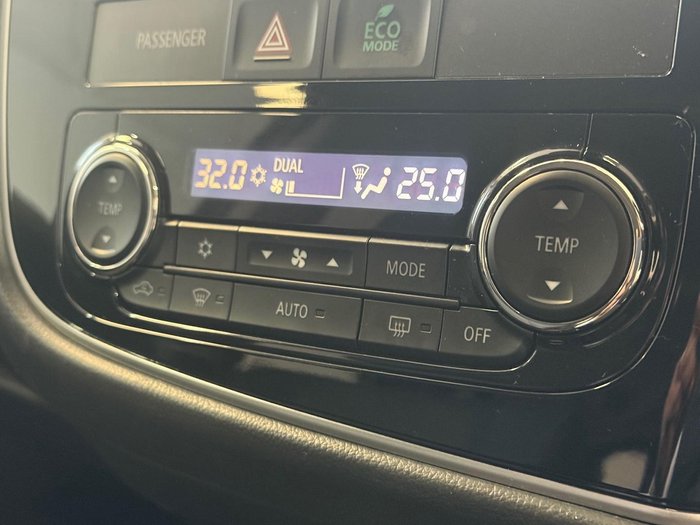 PASSENGER
ECO
MODE
32.0 DUAL 25.0
TEMP
TEMP
MODE
AUTO
OFF